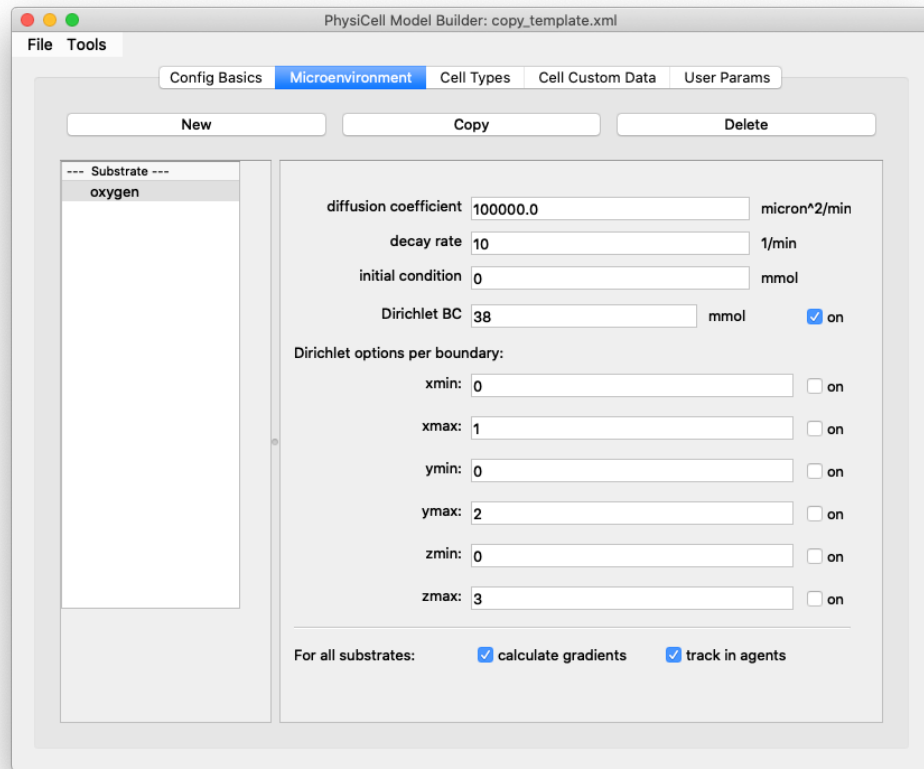 PhysiCell Model Builder: copy_template.xml
File Tools
Config Basics Microenvironment Cell Types Cell Custom Data User Params
New Copy Delete
--- Substrate ---
oxygen
diffusion coefficient 100000.0 micron^2/min
decay rate 10 1/min
initial condition 0 mmol
Dirichlet BC 38 mmol on
Dirichlet options per boundary:
xmin: 0 on
xmax: 1 on
ymin: 0 on
ymax: 2 on
zmin: 0 on
zmax: 3 on
For all substrates: calculate gradients track in agents